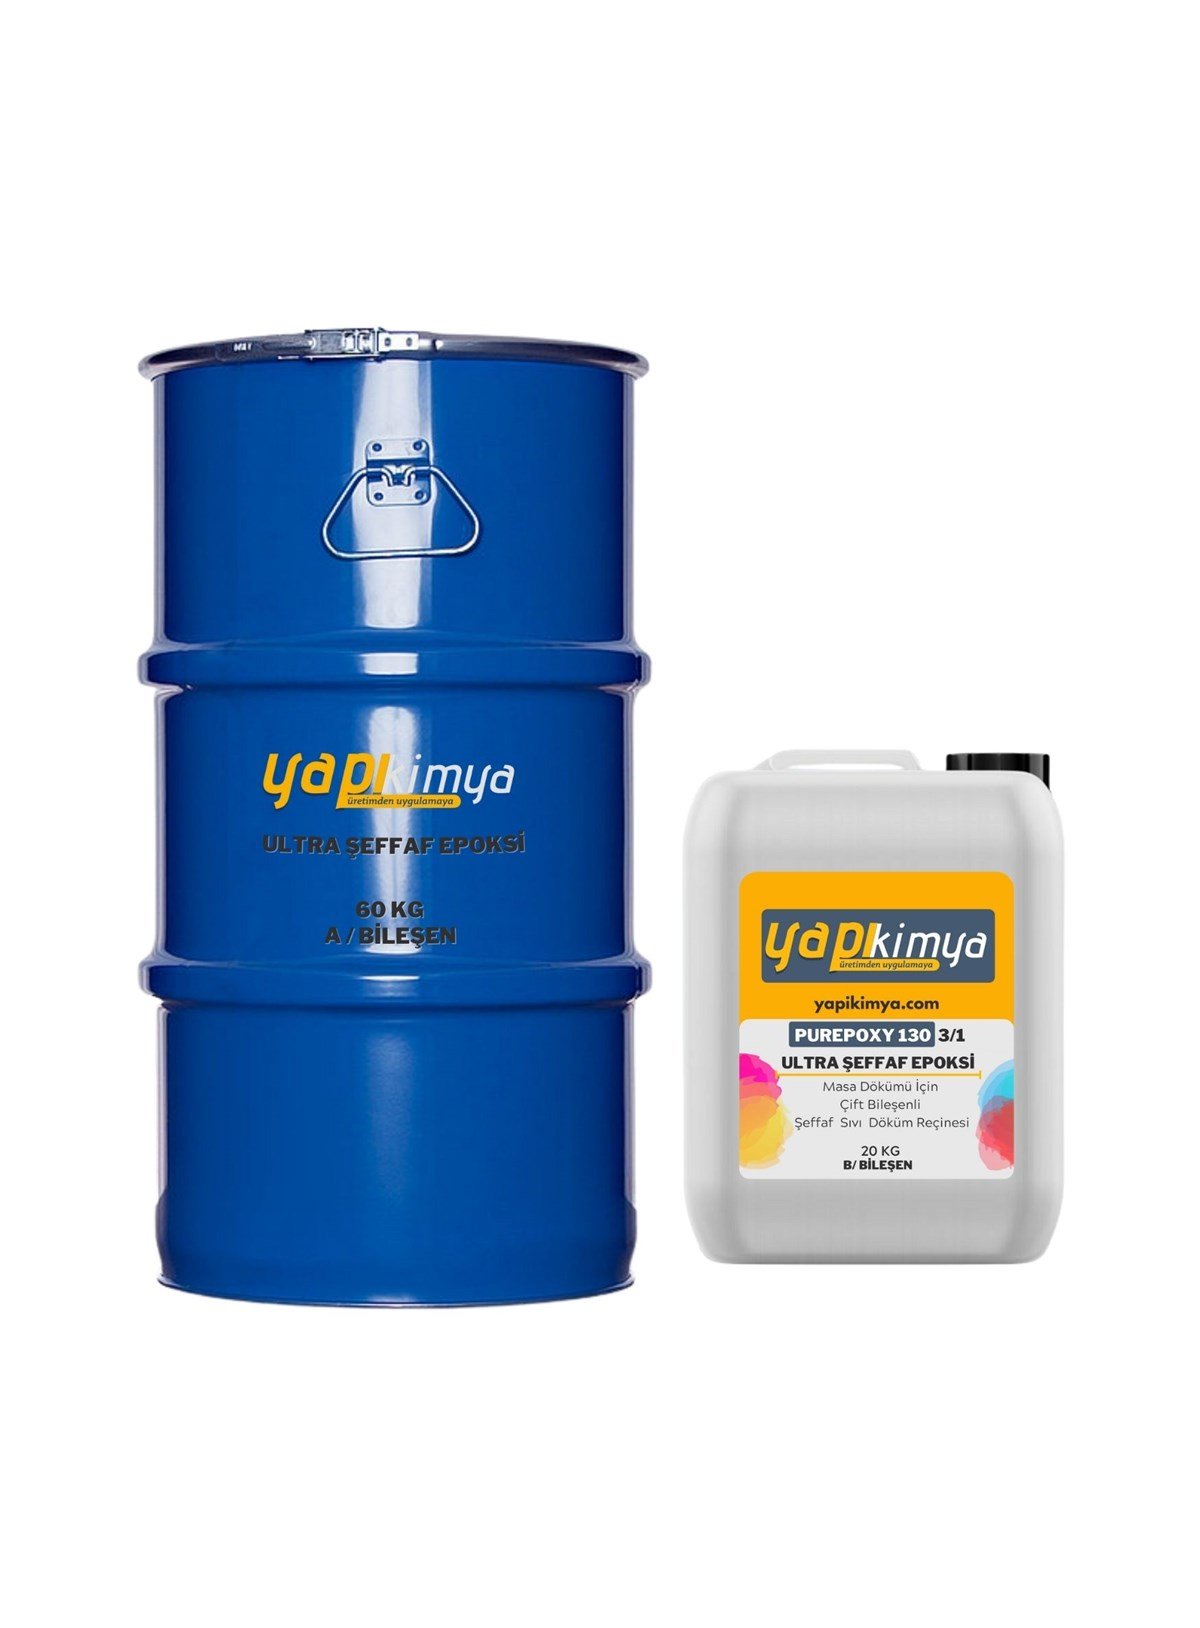 yapıkimya
üretimden uygulamaya
ULTRA ŞEFFAF EPOKSİ
60 KG
A / BİLEŞEN
yapıkimya
üretimden uygulamaya
yapikimya.com
PUREPOXY 130 3/1
ULTRA ŞEFFAF EPOKSİ
Masa Dökümü İçin
Çift Bileşenli
Şeffaf Sıvı Döküm Reçinesi
20 KG
B/ BİLEŞEN